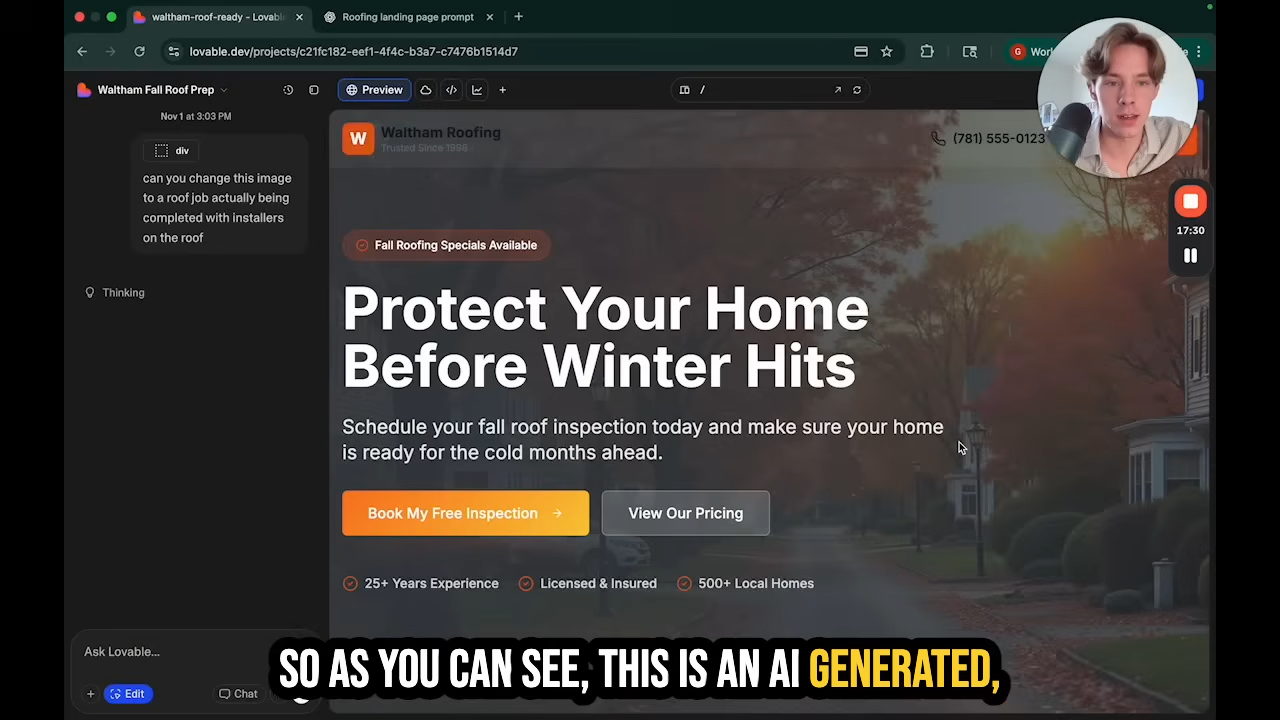 waltham-roof-ready - Lovable
Roofing landing page prompt
lovable.dev/projects/c21fc182-eef1-4f4c-b3a7-c7476b1514d7
G
Waltham Fall Roof Prep
Preview
/
Nov 1 at 3:03 PM
div
can you change this image
to a roof job actually being
completed with installers
on the roof
Thinking
W
Waltham Roofing
Trusted Since 1998
(781) 555-0123
17:30
Fall Roofing Specials Available
Protect Your Home
Before Winter Hits
Schedule your fall roof inspection today and make sure your home
is ready for the cold months ahead.
Book My Free Inspection
View Our Pricing
25+ Years Experience
Licensed & Insured
500+ Local Homes
Ask Lovable...
Edit
Chat
SO AS YOU CAN SEE, THIS IS AN AI GENERATED,